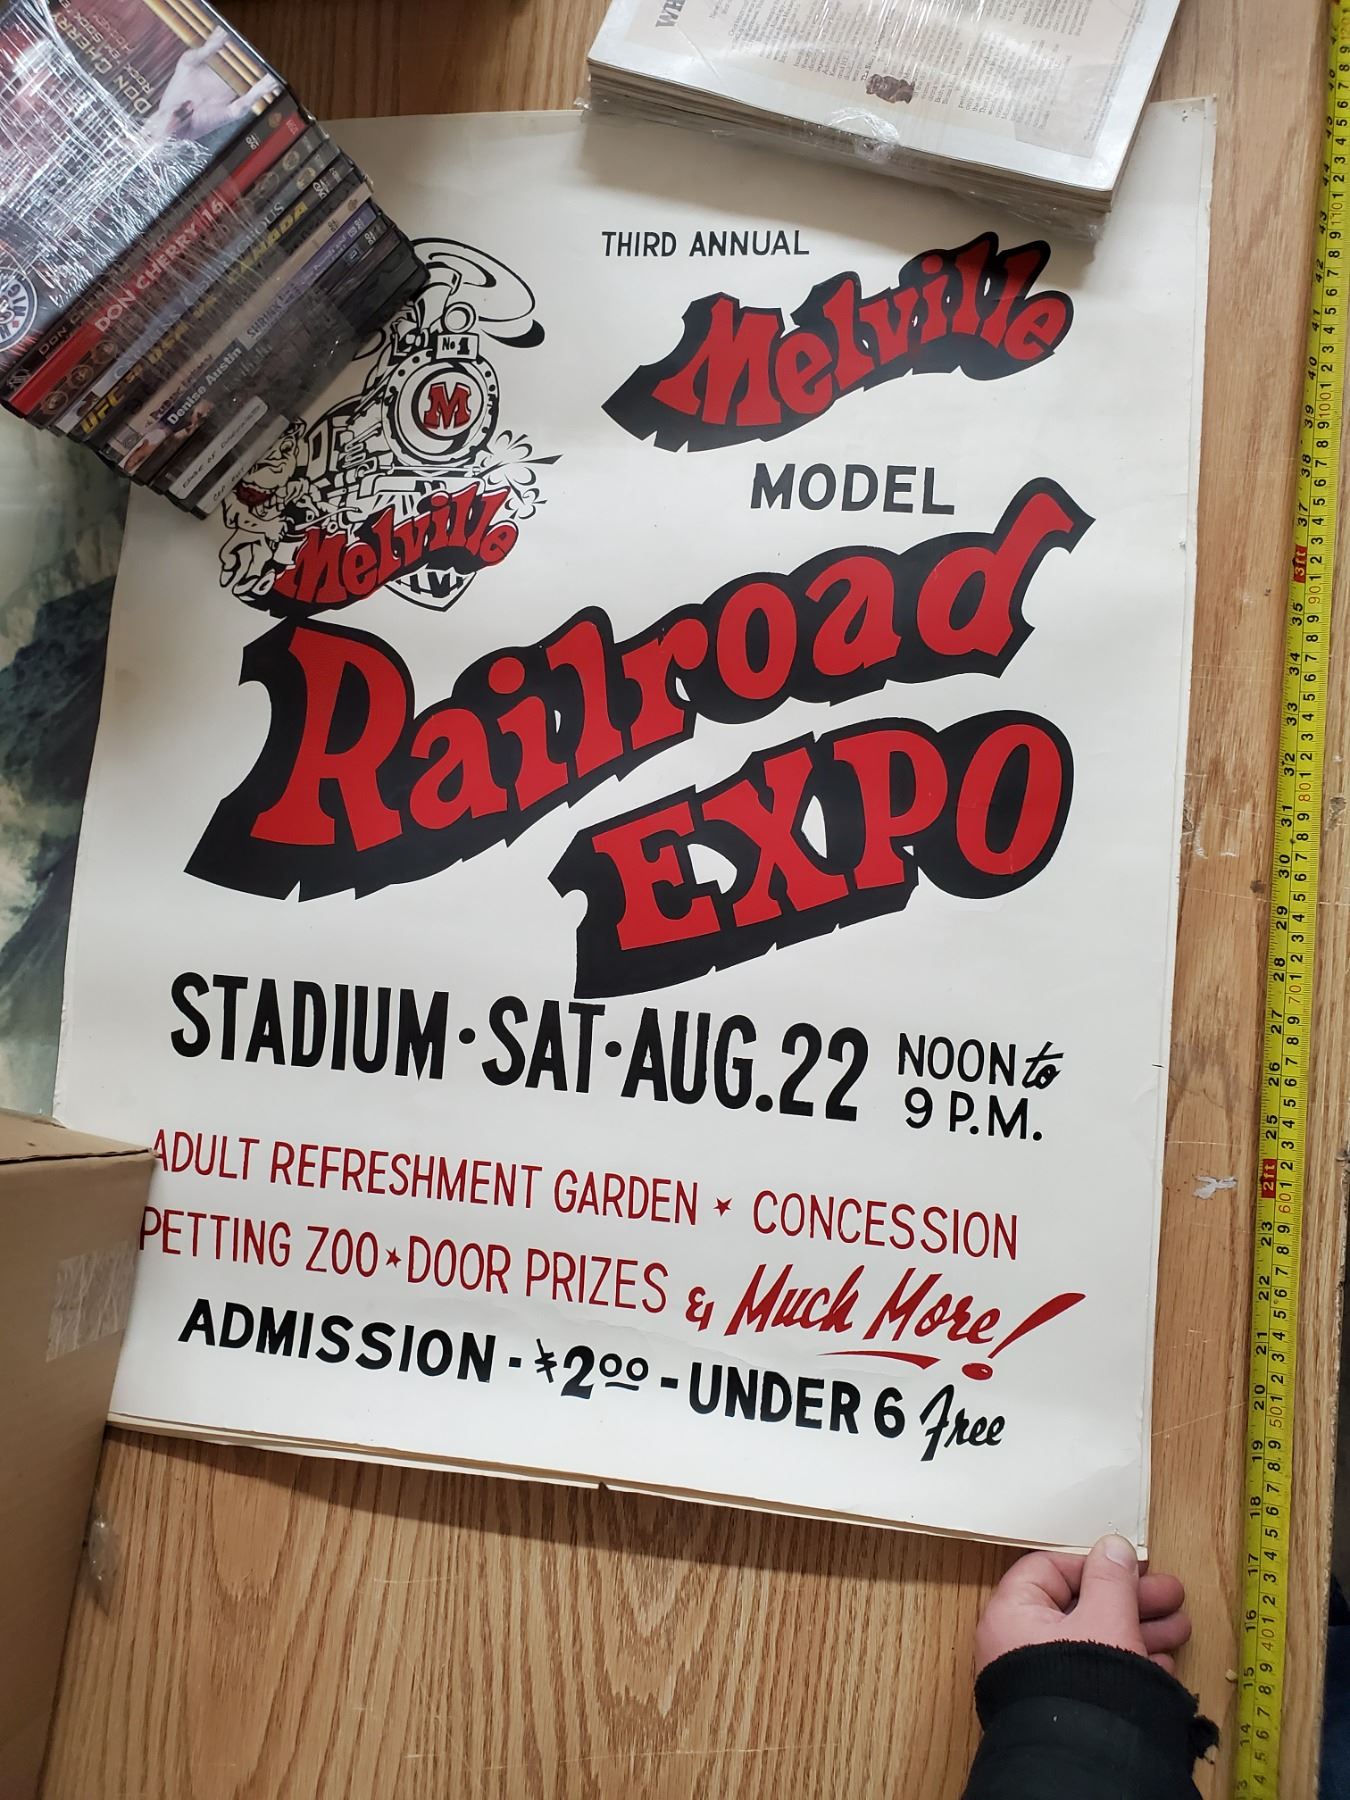 THIRD ANNUAL
Melville
MODEL
Railroad
EXPO
No 1
M
Melville
STADIUM · SAT · AUG. 22 NOON to
9 P.M.
ADULT REFRESHMENT GARDEN ★ CONCESSION
PETTING ZOO ★ DOOR PRIZES & Much More!
ADMISSION - $2.00 - UNDER 6 Free
DON CHERRY
DON CHERRY 16
UFC
Denise Austin
3ft
2ft